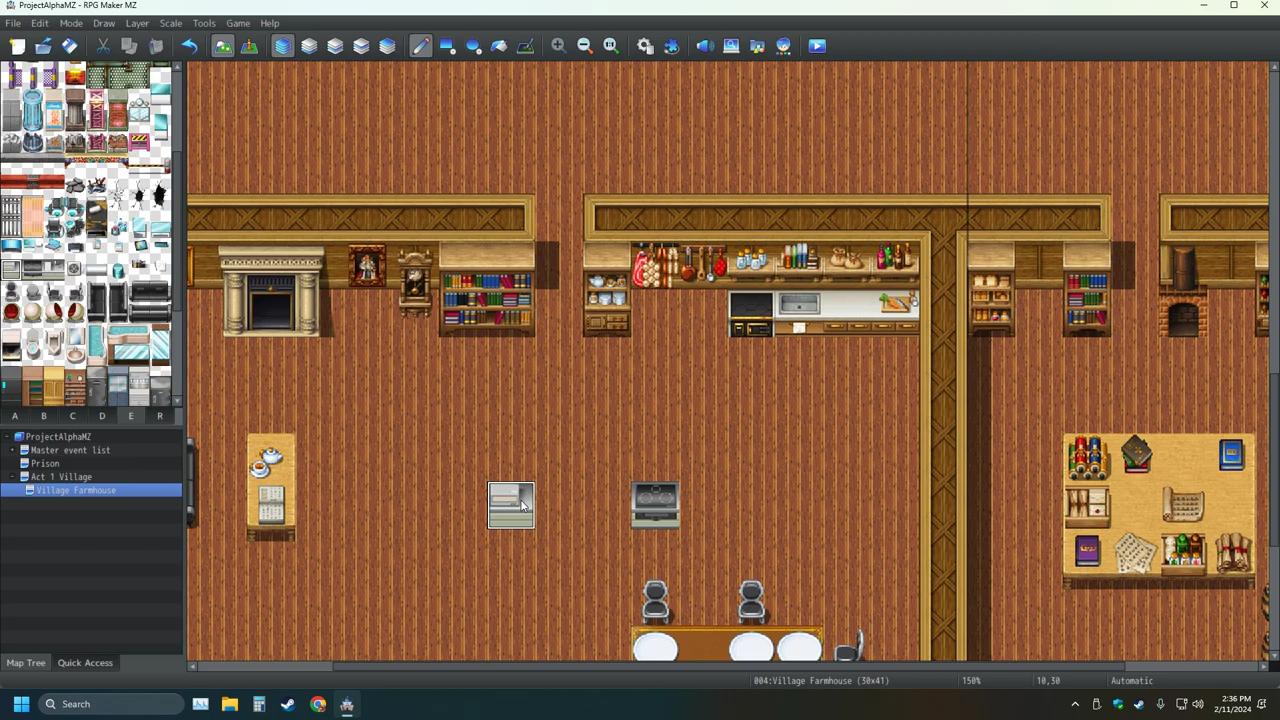 ProjectAlphaMZ - RPG Maker MZ
File Edit Mode Draw Layer Scale Tools Game Help
A B C D E R
ProjectAlphaMZ
Master event list
Prison
Act 1 Village
Village Farmhouse
Map Tree Quick Access
004:Village Farmhouse (30x41) 150% 10,30 Automatic
Search
2:36 PM
2/11/2024